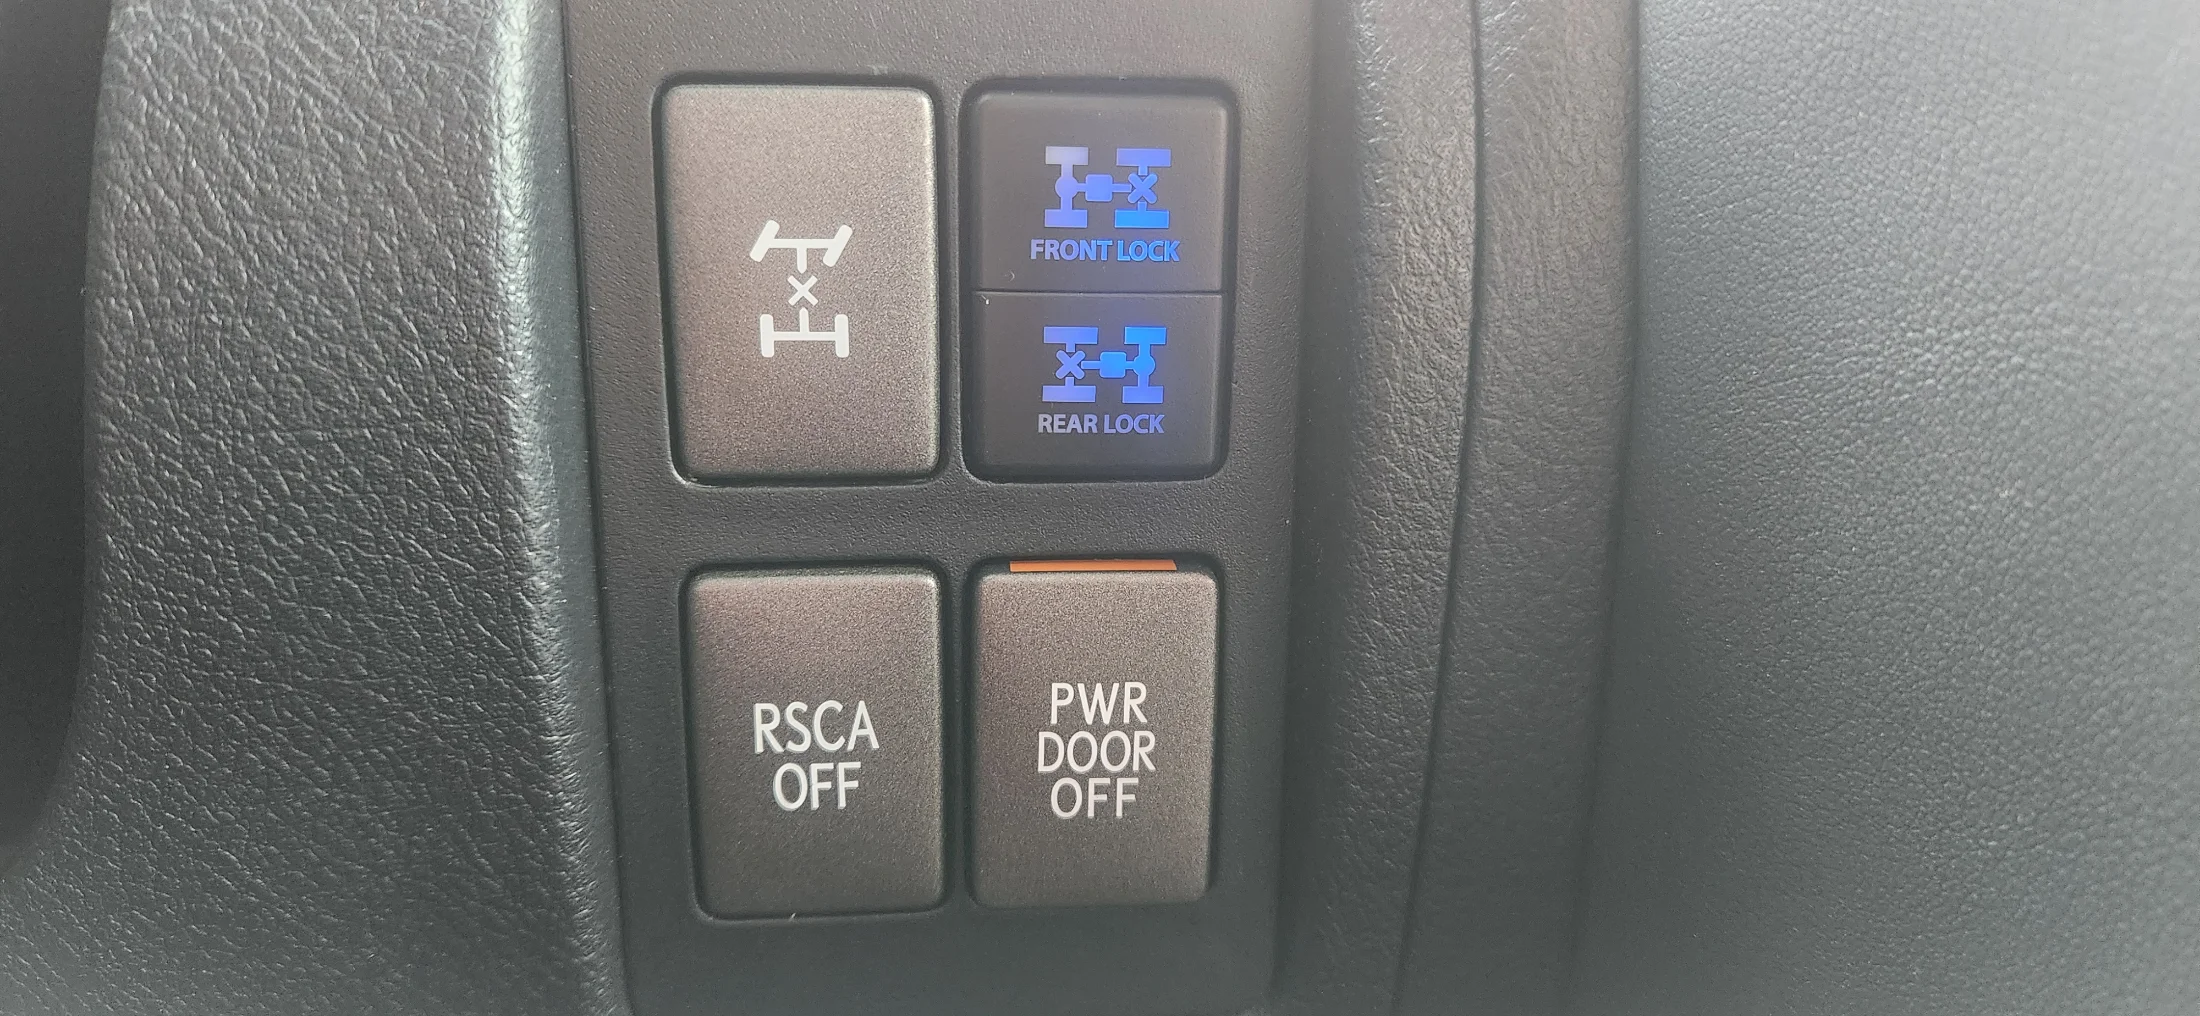 FRONT LOCK
REAR LOCK
RSCA
OFF
PWR
DOOR
OFF